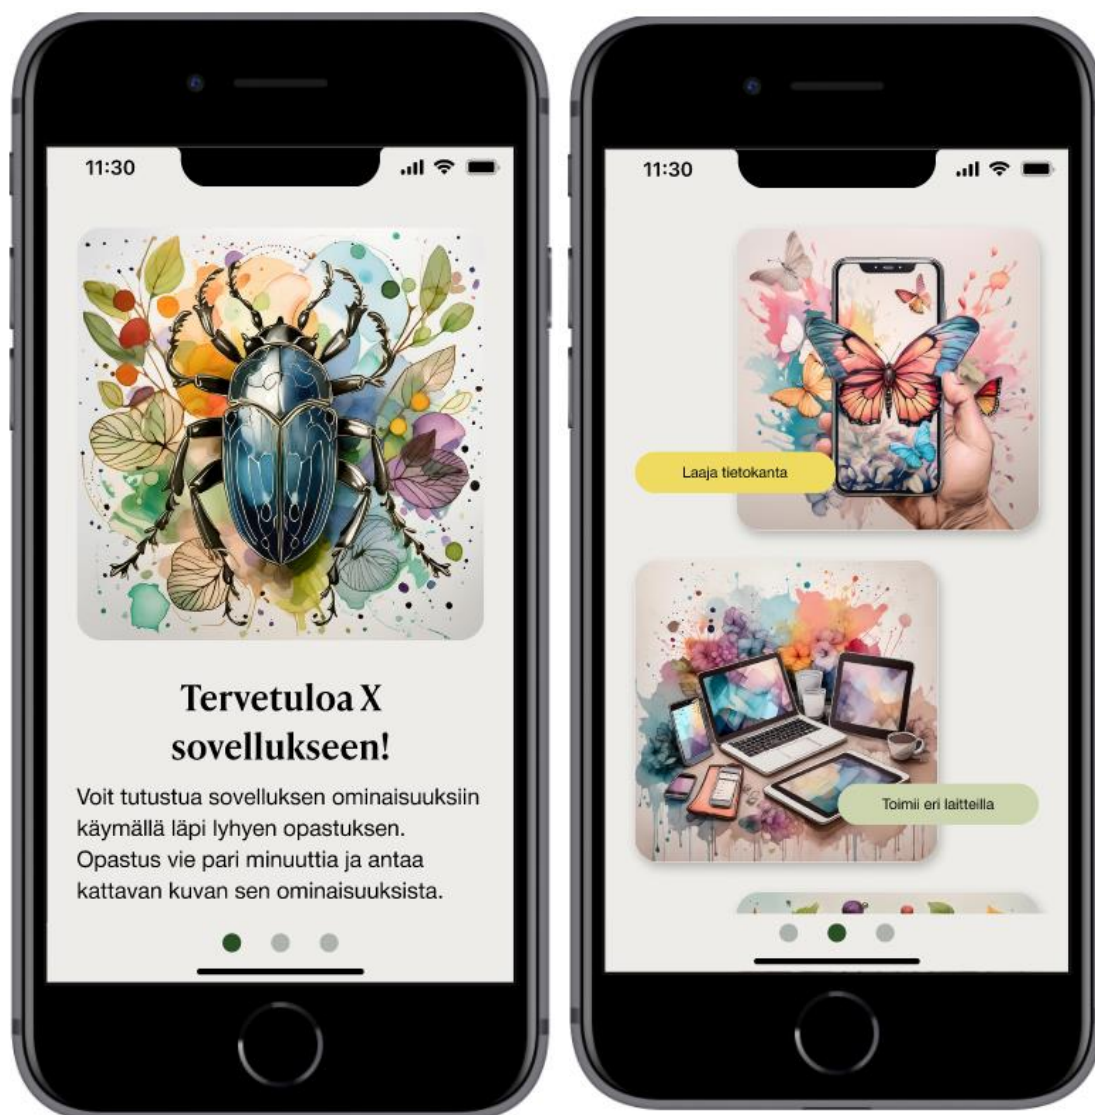 11:30
Tervetuloa X
sovellukseen!
Voit tutustua sovelluksen ominaisuuksiin
käymällä läpi lyhyen opastuksen.
Opastus vie pari minuuttia ja antaa
kattavan kuvan sen ominaisuuksista.
11:30
Laaja tietokanta
Toimii eri laitteilla